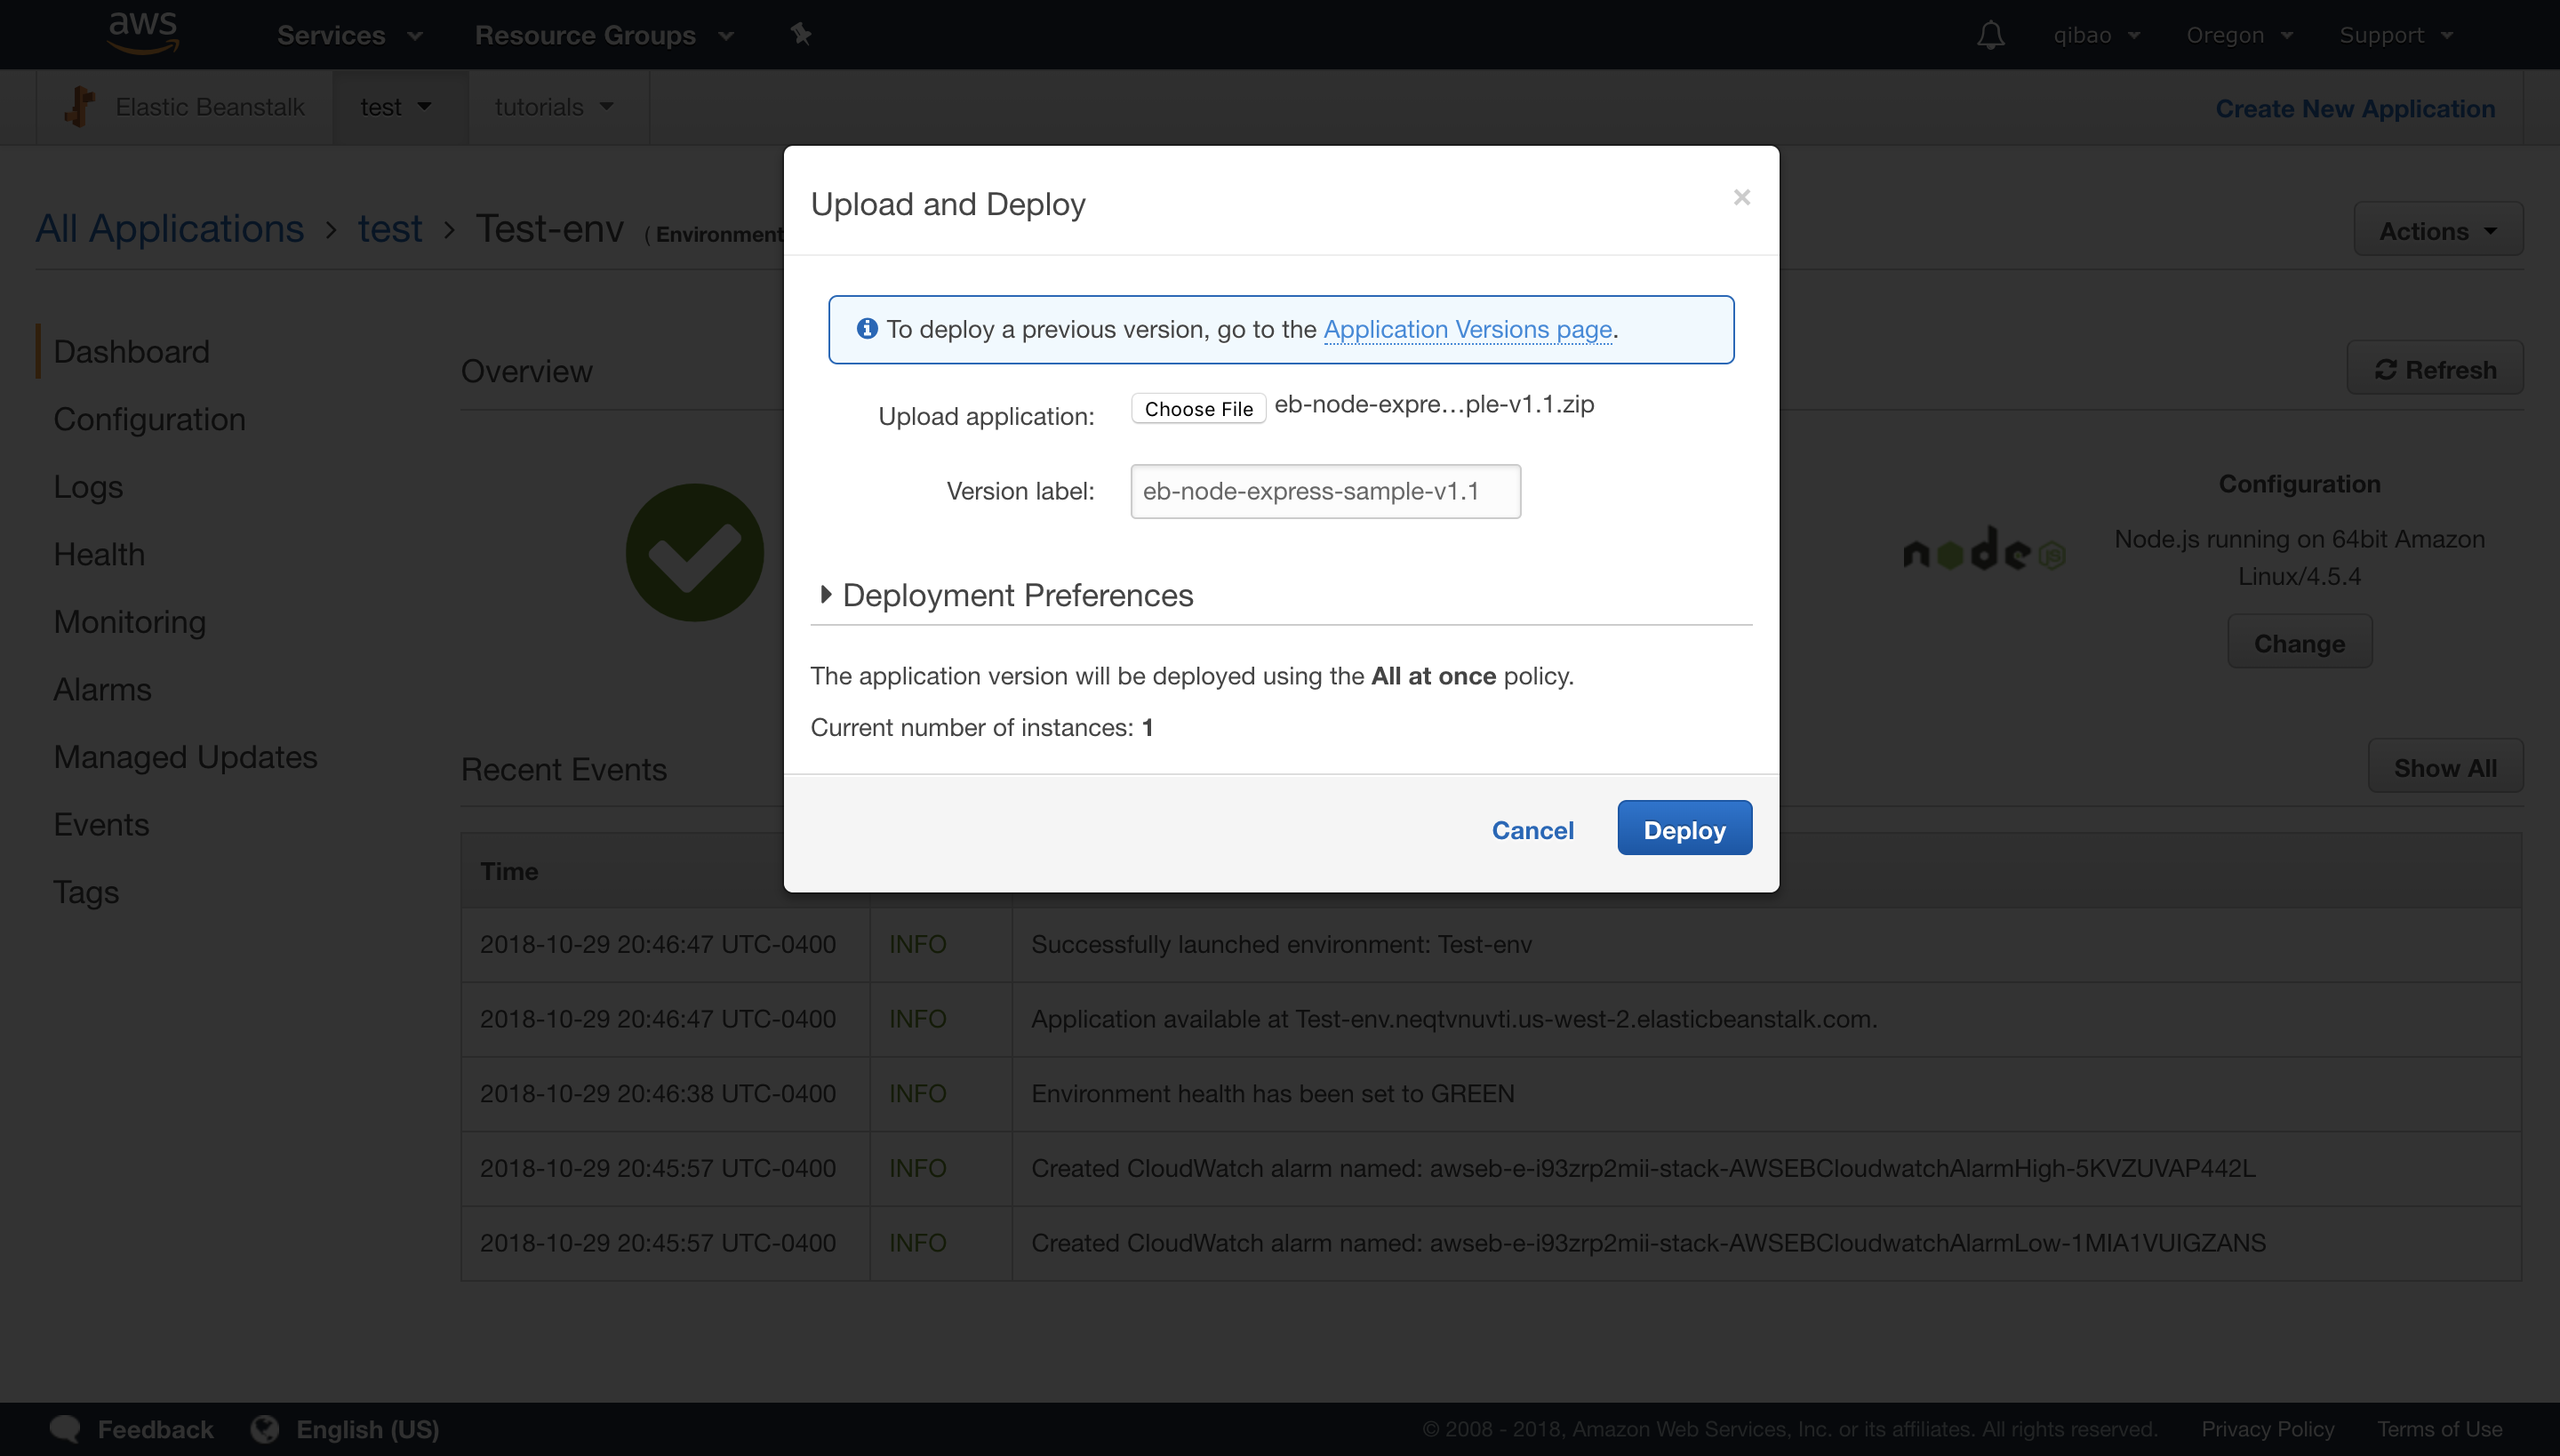 aws Services Resource Groups qibao Oregon Support
Elastic Beanstalk test tutorials Create New Application
All Applications > test > Test-env ( Environment
Actions
Dashboard
Configuration
Logs
Health
Monitoring
Alarms
Managed Updates
Events
Tags
Overview
Refresh
Upload and Deploy
×
To deploy a previous version, go to the Application Versions page.
Upload application: Choose File eb-node-expre…ple-v1.1.zip
Version label: eb-node-express-sample-v1.1
Deployment Preferences
The application version will be deployed using the All at once policy.
Current number of instances: 1
Cancel Deploy
node JS
Configuration
Node.js running on 64bit Amazon
Linux/4.5.4
Change
Recent Events
Show All
Time
2018-10-29 20:46:47 UTC-0400 INFO Successfully launched environment: Test-env
2018-10-29 20:46:47 UTC-0400 INFO Application available at Test-env.neqtvnuvti.us-west-2.elasticbeanstalk.com.
2018-10-29 20:46:38 UTC-0400 INFO Environment health has been set to GREEN
2018-10-29 20:45:57 UTC-0400 INFO Created CloudWatch alarm named: awseb-e-i93zrp2mii-stack-AWSEBCloudwatchAlarmHigh-5KVZUVAP442L
2018-10-29 20:45:57 UTC-0400 INFO Created CloudWatch alarm named: awseb-e-i93zrp2mii-stack-AWSEBCloudwatchAlarmLow-1MIA1VUIGZANS
Feedback English (US) © 2008 - 2018, Amazon Web Services, Inc. or its affiliates. All rights reserved. Privacy Policy Terms of Use